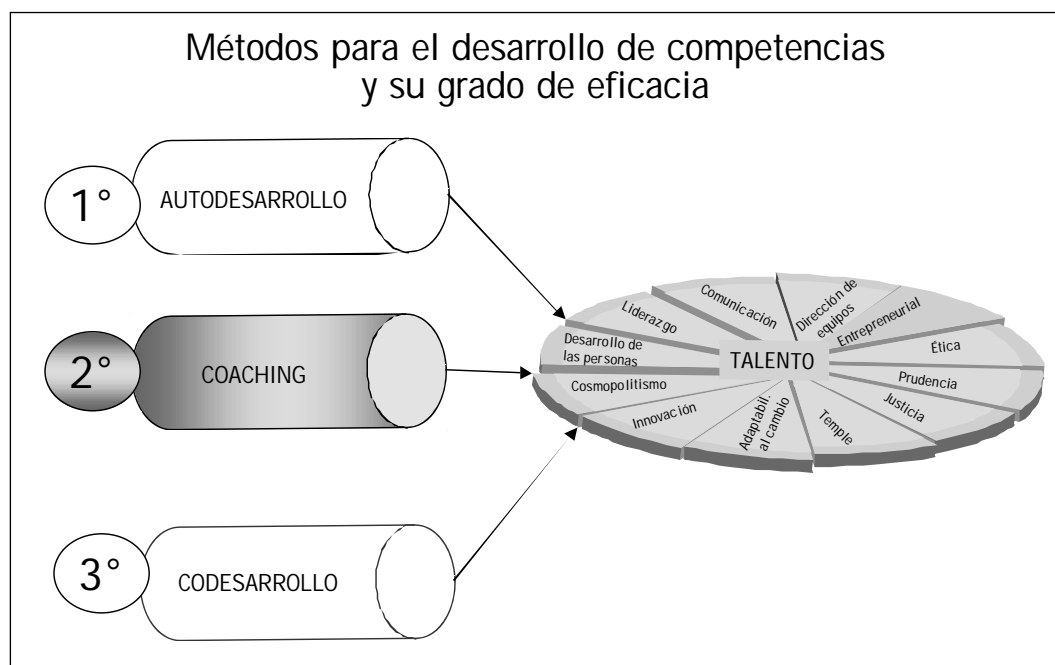 Métodos para el desarrollo de competencias
y su grado de eficacia
1°
AUTODESARROLLO
2°
COACHING
3°
CODESARROLLO
TALENTO
Liderazgo
Comunicación
Dirección de
equipos
Entrepreneurial
Ética
Prudencia
Justicia
Temple
Adaptabil.
al cambio
Innovación
Cosmopolitismo
Desarrollo de
las personas